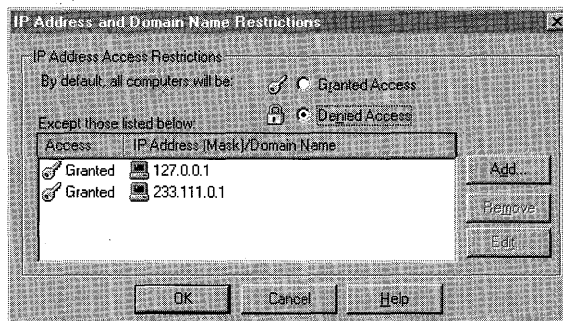 IP Address and Domain Name Restrictions
IP Address Access Restrictions
By default, all computers will be:
Granted Access
Denied Access
Except those listed below:
Access IP Address (Mask)/Domain Name
Granted 127.0.0.1
Granted 233.111.0.1
Add...
Remove
Edit
OK Cancel Help